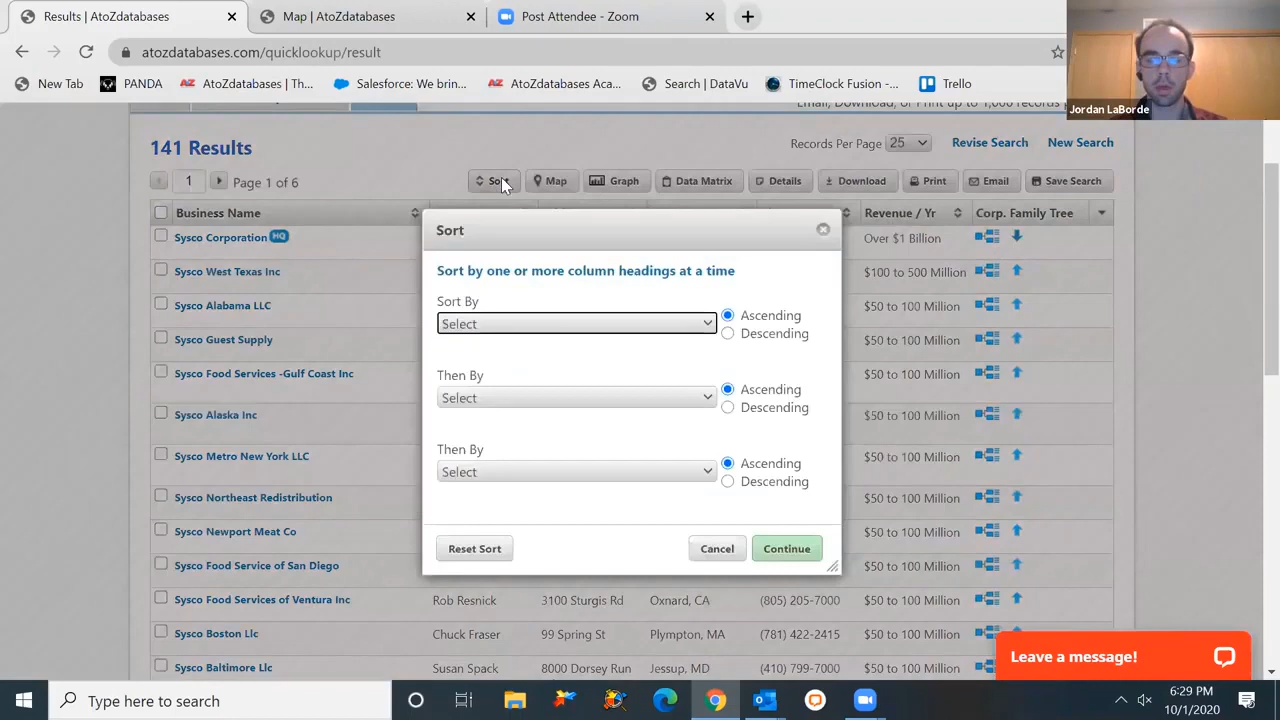 Results | AtoZdatabases
Map | AtoZdatabases
Post Attendee - Zoom
atozdatabases.com/quicklookup/result
New Tab
PANDA
AtoZdatabases | Th...
Salesforce: We brin...
AtoZdatabases Aca...
Search | DataVu
TimeClock Fusion -...
Trello
Jordan LaBorde
Email, Download, or Print up to 1,000 records
141 Results
Records Per Page 25
Revise Search
New Search
1
Page 1 of 6
Sort
Map
Graph
Data Matrix
Details
Download
Print
Email
Save Search
Business Name
Revenue / Yr
Corp. Family Tree
Sysco Corporation HQ
Over $1 Billion
Sysco West Texas Inc
$100 to 500 Million
Sysco Alabama LLC
$50 to 100 Million
Sysco Guest Supply
$50 to 100 Million
Sysco Food Services -Gulf Coast Inc
$50 to 100 Million
Sysco Alaska Inc
$50 to 100 Million
Sysco Metro New York LLC
$50 to 100 Million
Sysco Northeast Redistribution
$50 to 100 Million
Sysco Newport Meat Co
$50 to 100 Million
Sysco Food Service of San Diego
$50 to 100 Million
Sysco Food Services of Ventura Inc
Rob Resnick
3100 Sturgis Rd
Oxnard, CA
(805) 205-7000
$50 to 100 Million
Sysco Boston Llc
Chuck Fraser
99 Spring St
Plympton, MA
(781) 422-2415
$50 to 100 Million
Sysco Baltimore Llc
Susan Spack
8000 Dorsey Run
Jessup, MD
(410) 799-7000
$50 to 100 Million
Sort
Sort by one or more column headings at a time
Sort By
Select
Ascending
Descending
Then By
Select
Ascending
Descending
Then By
Select
Ascending
Descending
Reset Sort
Cancel
Continue
Leave a message!
Type here to search
6:29 PM
10/1/2020